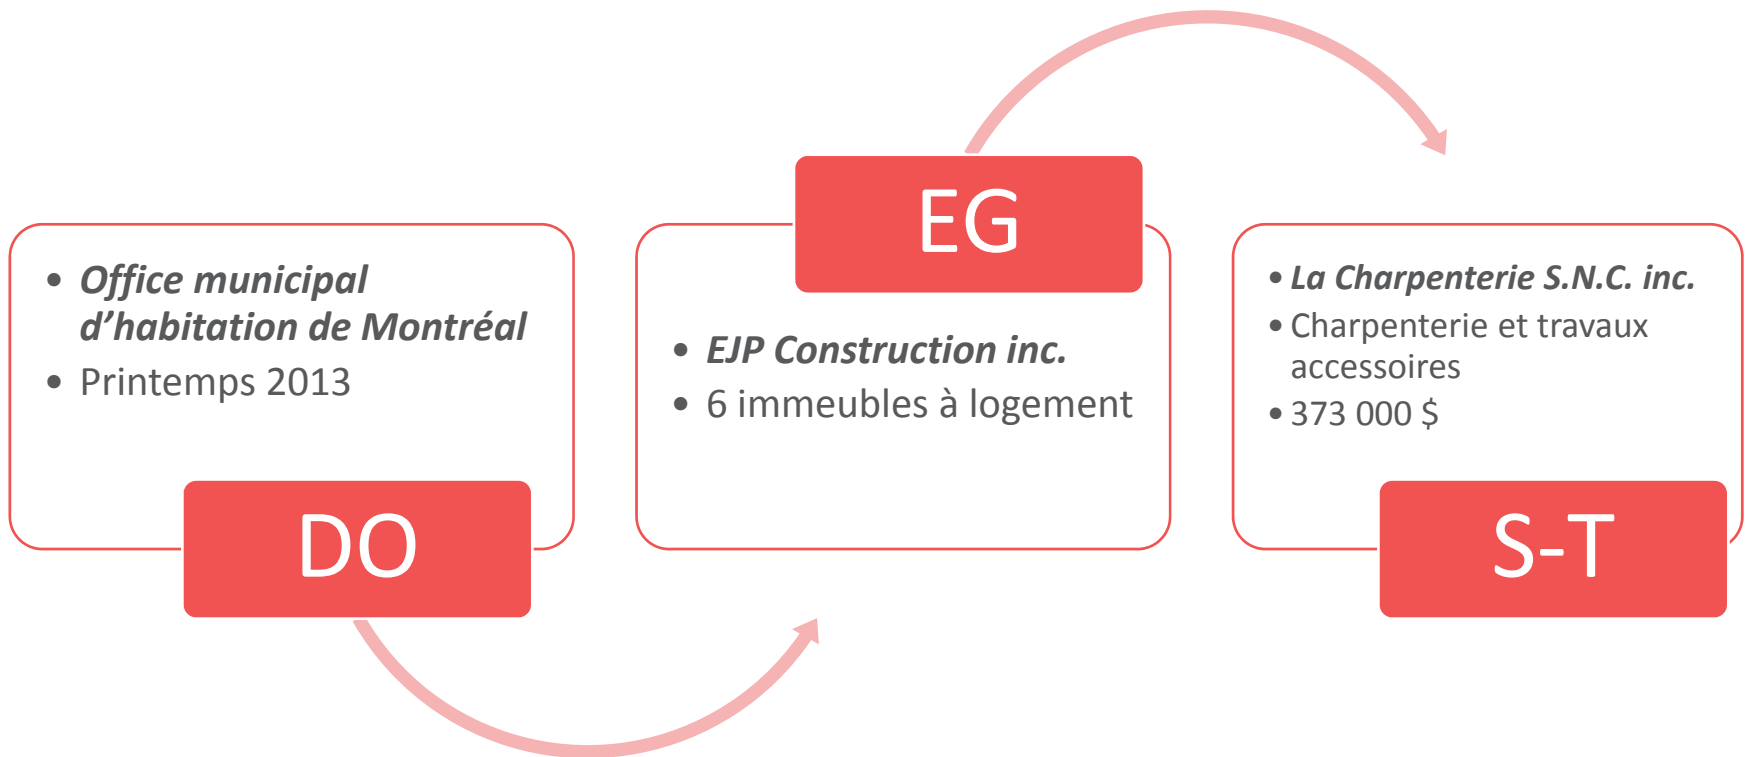 • Office municipal
d’habitation de Montréal
• Printemps 2013
DO
EG
• EJP Construction inc.
• 6 immeubles à logement
• La Charpenterie S.N.C. inc.
• Charpenterie et travaux
accessoires
• 373 000 $
S-T